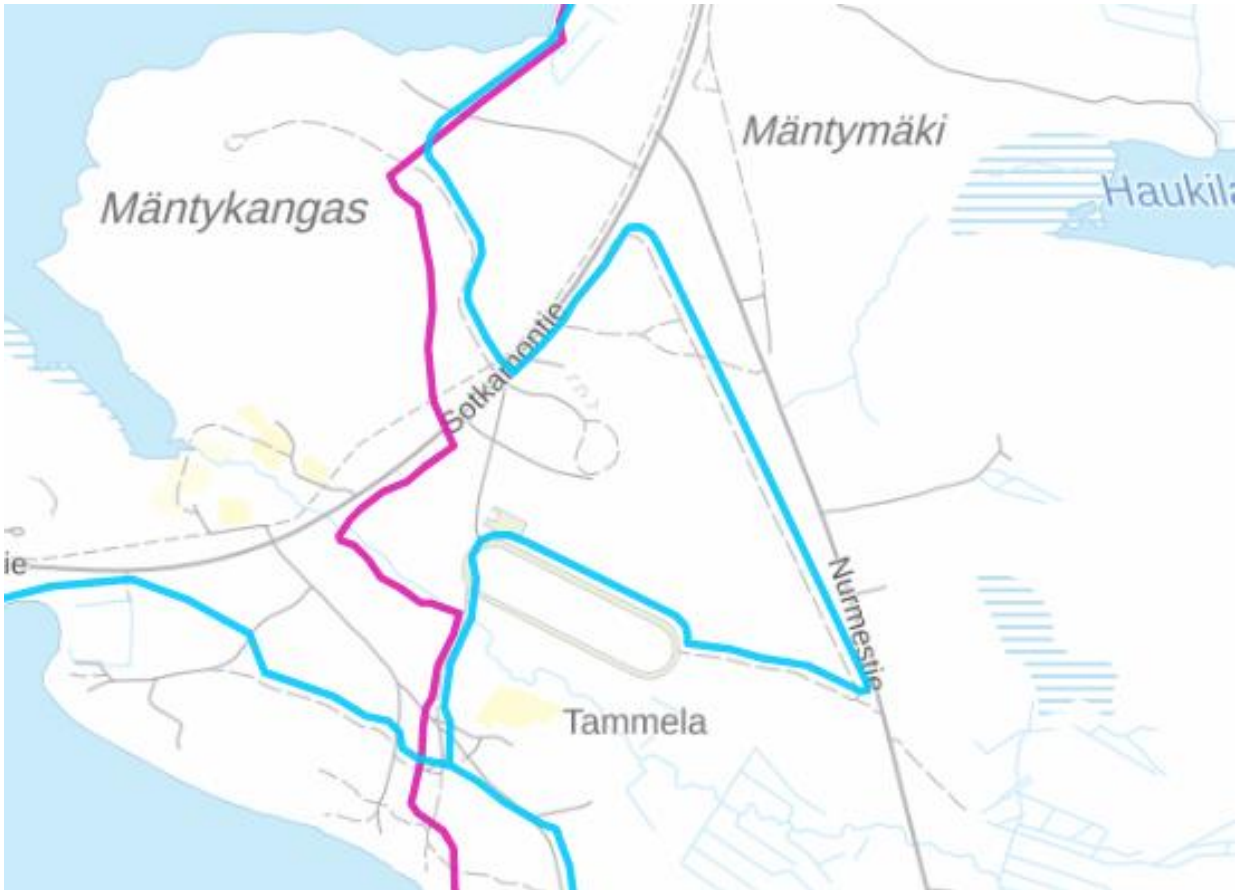 Mäntymäki
Haukila
Mäntykangas
Sotkamontie
ie
Nurmestie
Tammela